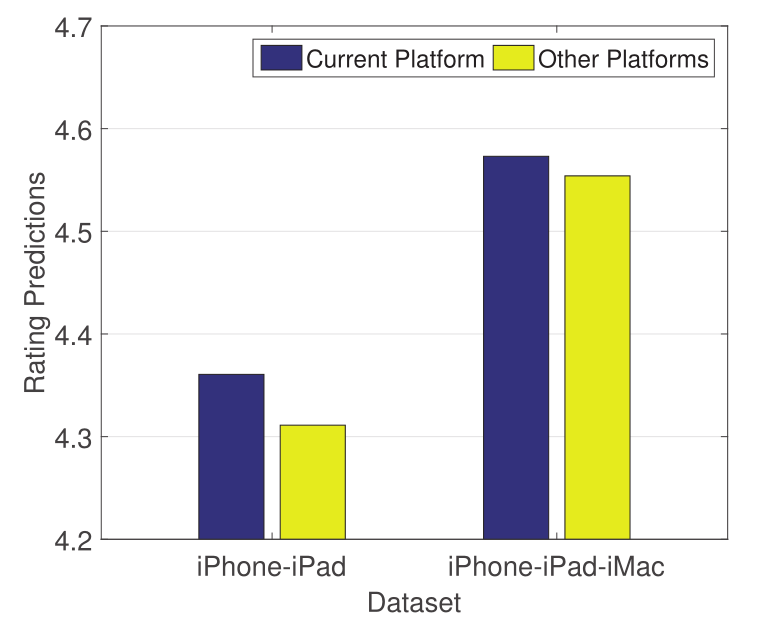 4.7
Current Platform Other Platforms
4.6
4.5
4.4
4.3
4.2
Rating Predictions
iPhone-iPad iPhone-iPad-iMac
Dataset